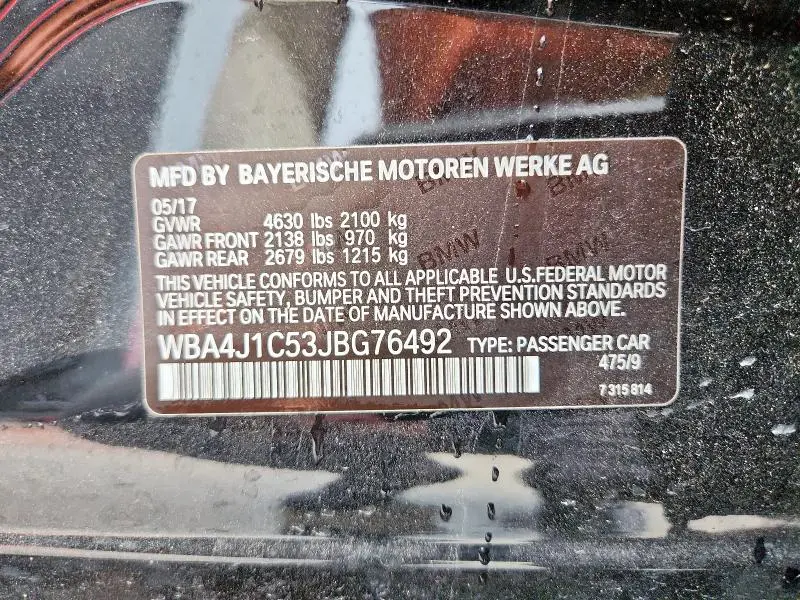 MFD BY BAYERISCHE MOTOREN WERKE AG
05/17
GVWR 4630 lbs 2100 kg
GAWR FRONT 2138 lbs 970 kg
GAWR REAR 2679 lbs 1215 kg
THIS VEHICLE CONFORMS TO ALL APPLICABLE U.S.FEDERAL MOTOR
VEHICLE SAFETY, BUMPER AND THEFT PREVENTION STANDARDS
IN EFFECT ON THE DATE OF MANUFACTURE SHOWN ABOVE.
WBA4J1C53JBG76492 TYPE: PASSENGER CAR
475/9
7 315 814